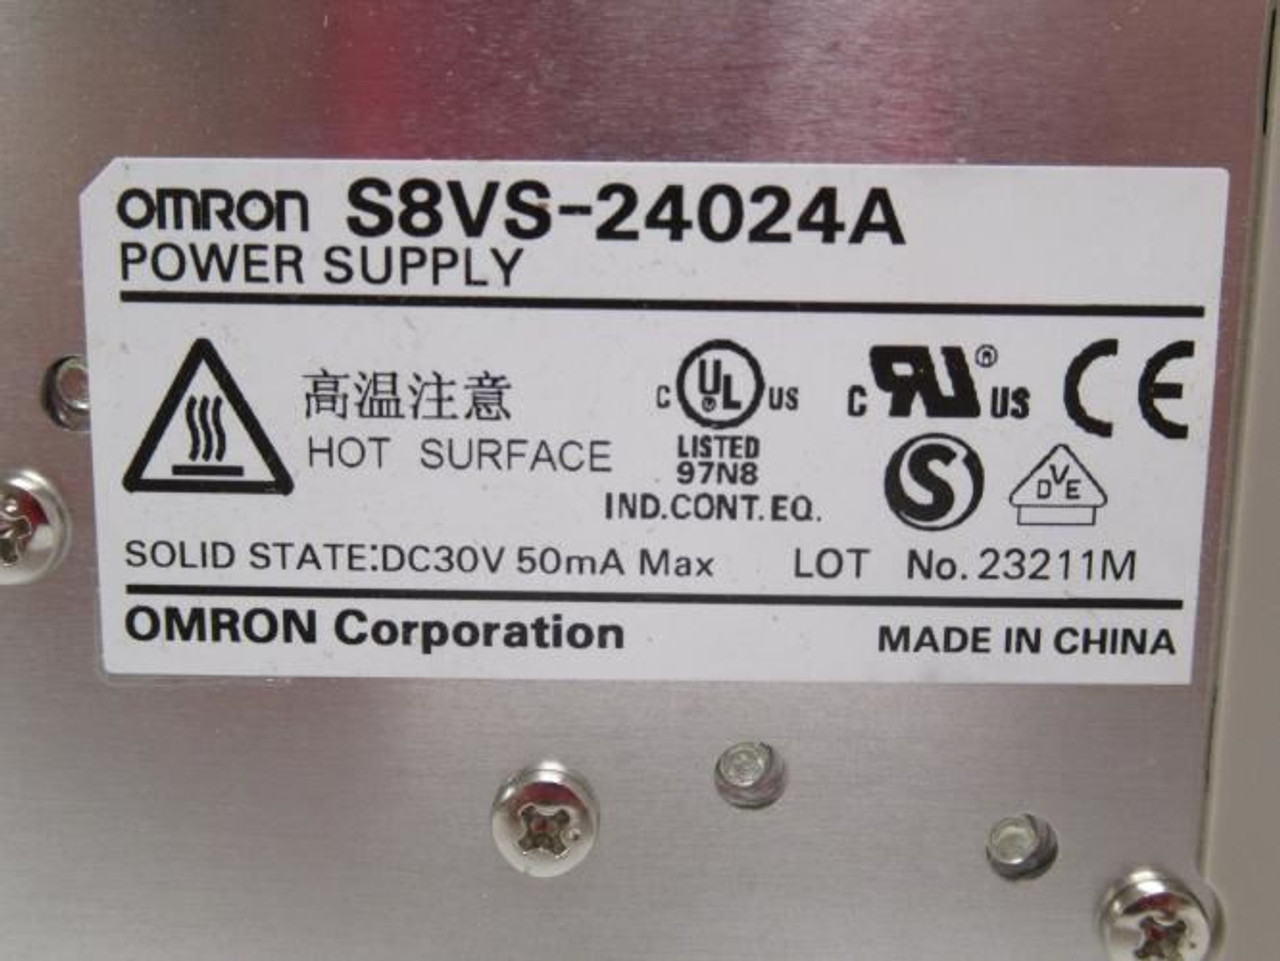 OMRON S8VS-24024A
POWER SUPPLY
高温注意
HOT SURFACE
C UL US
LISTED
97N8
IND.CONT.EQ.
C RU® US
CE
S
DVE
SOLID STATE:DC30V 50mA Max LOT No. 23211M
OMRON Corporation MADE IN CHINA